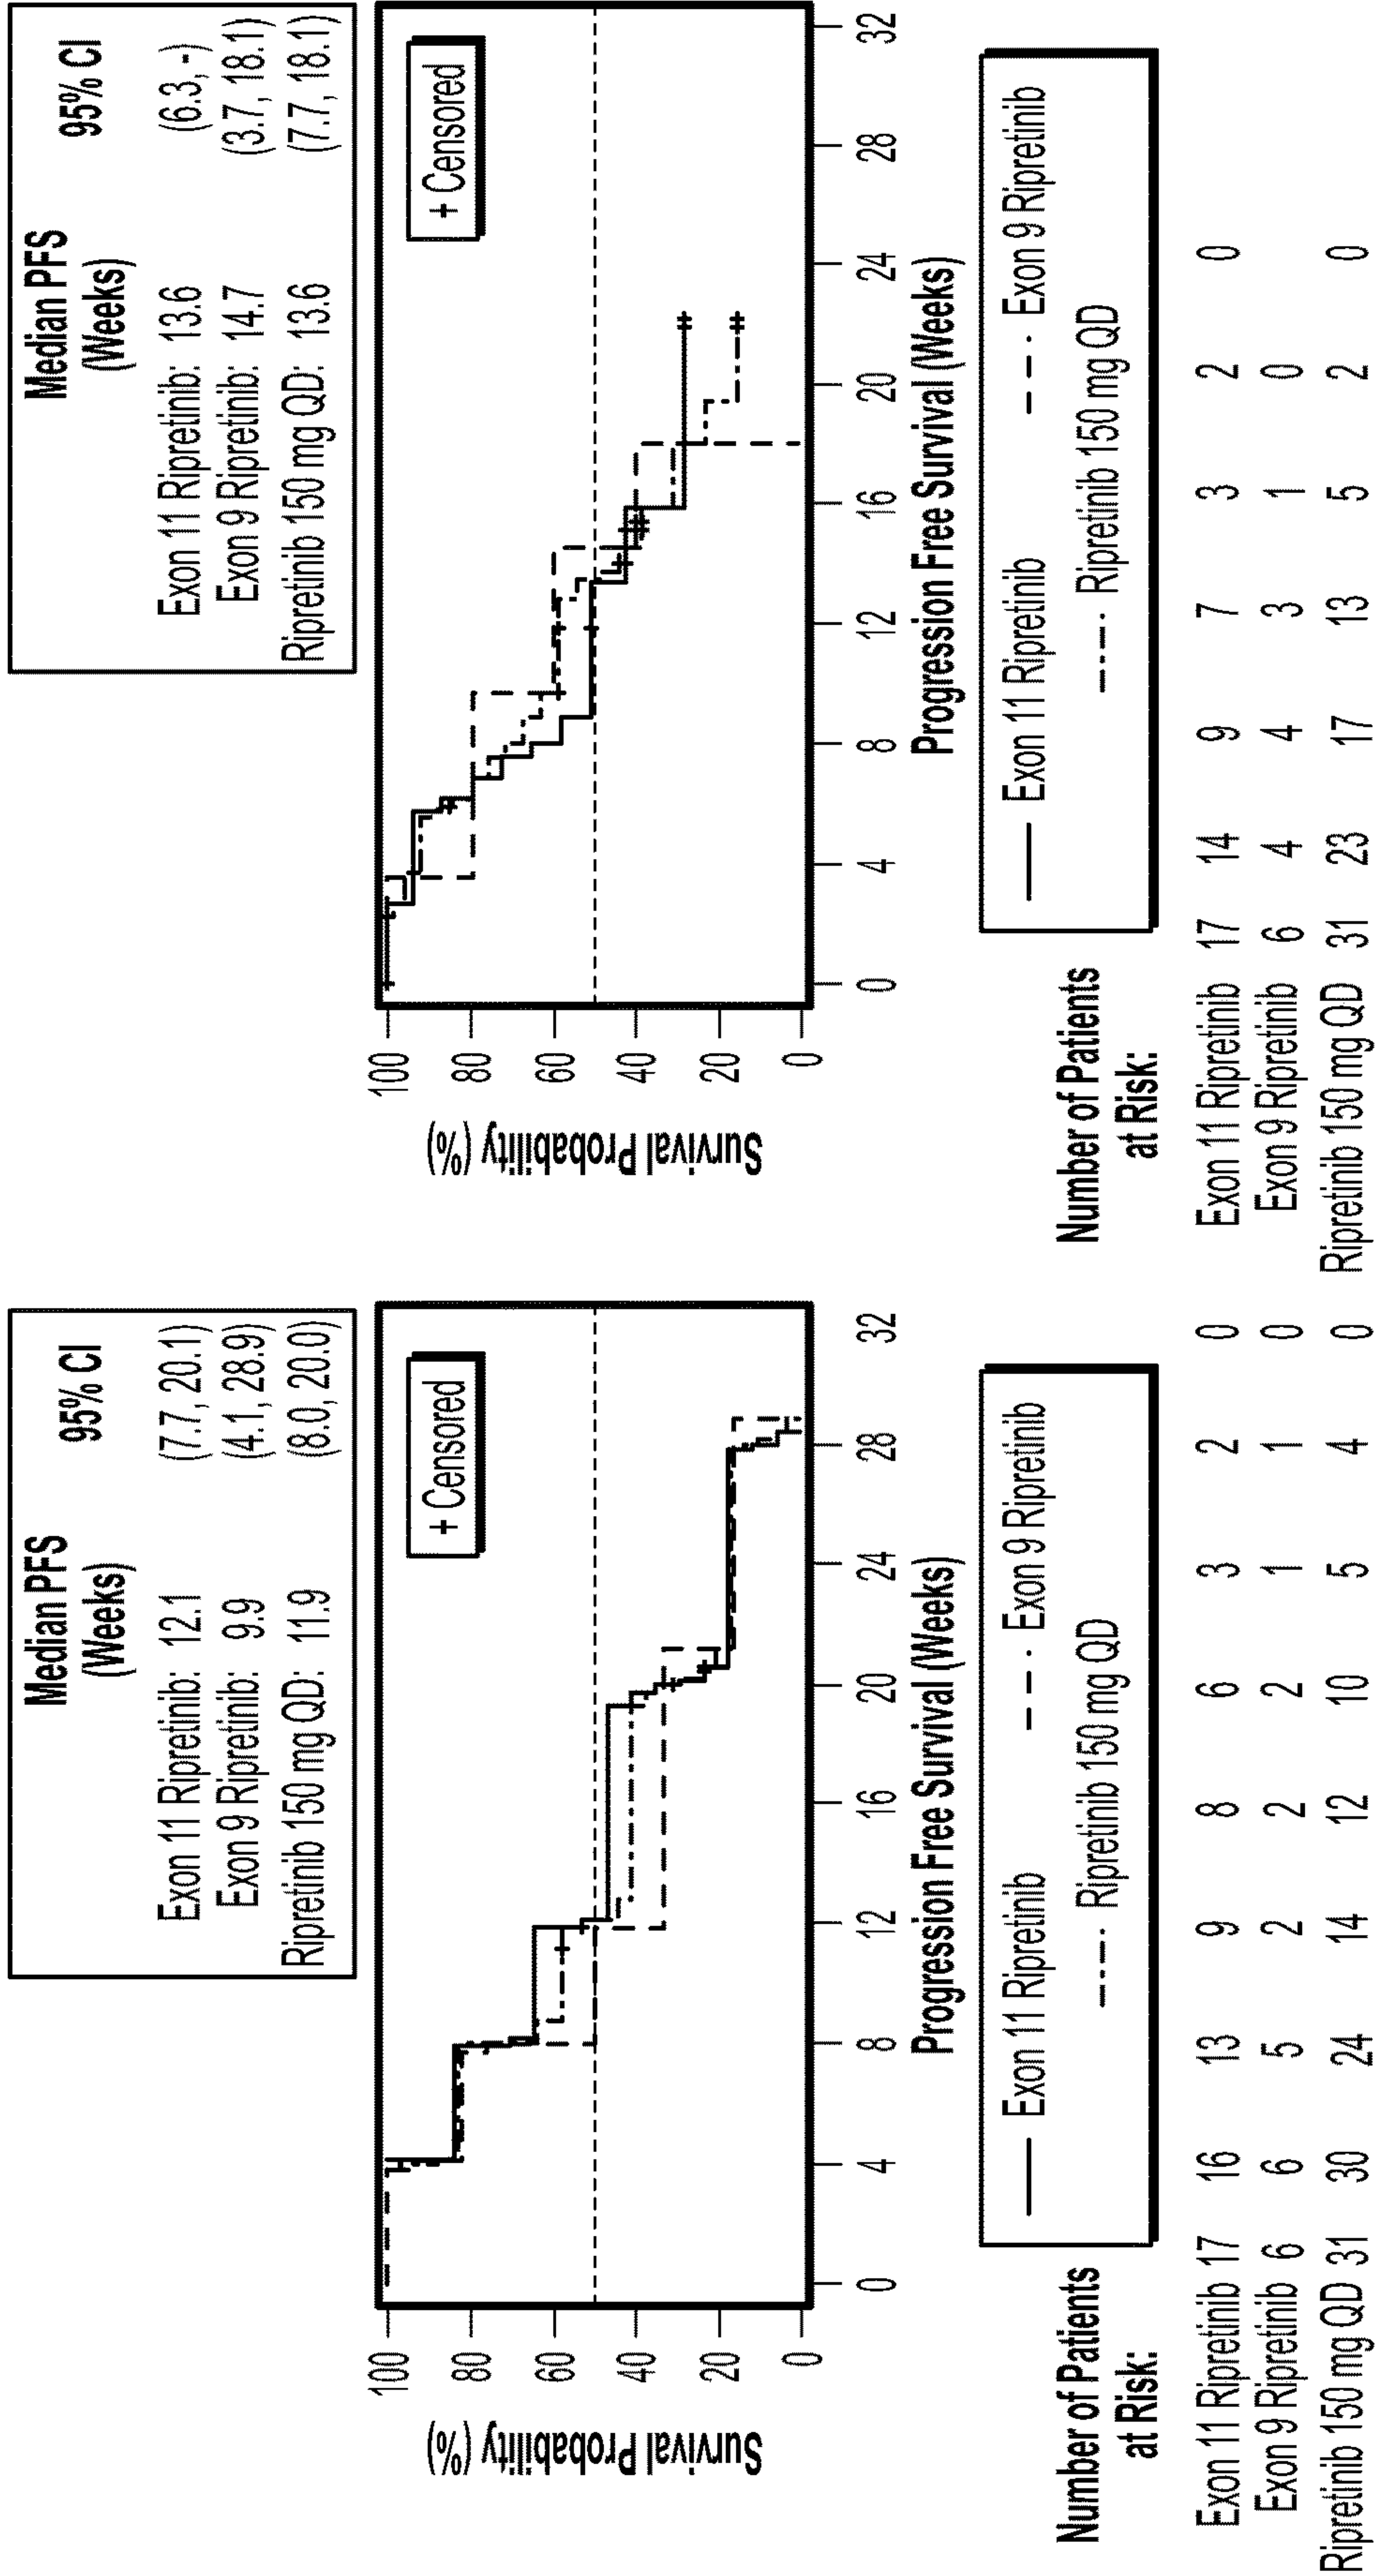 Median PFS 95% CI
(Weeks)
Exon 11 Ripretinib: 12.1 (7.7, 20.1)
Exon 9 Ripretinib: 9.9 (4.1, 28.9)
Ripretinib 150 mg QD: 11.9 (8.0, 20.0)
+ Censored
Survival Probability (%)
100
80
60
40
20
0
0 4 8 12 16 20 24 28 32
Progression Free Survival (Weeks)
Exon 11 Ripretinib Exon 9 Ripretinib
Ripretinib 150 mg QD
Number of Patients
at Risk:
Exon 11 Ripretinib 17 16 13 9 8 6 3 2 0
Exon 9 Ripretinib 6 6 5 2 2 2 1 1 0
Ripretinib 150 mg QD 31 30 24 14 12 10 5 4 0
Median PFS 95% CI
(Weeks)
Exon 11 Ripretinib: 13.6 (6.3, -)
Exon 9 Ripretinib: 14.7 (3.7, 18.1)
Ripretinib 150 mg QD: 13.6 (7.7, 18.1)
+ Censored
Survival Probability (%)
100
80
60
40
20
0
0 4 8 12 16 20 24 28 32
Progression Free Survival (Weeks)
Exon 11 Ripretinib Exon 9 Ripretinib
Ripretinib 150 mg QD
Number of Patients
at Risk:
Exon 11 Ripretinib 17 14 9 7 3 2 0
Exon 9 Ripretinib 6 4 4 3 1 0
Ripretinib 150 mg QD 31 23 17 13 5 2 0